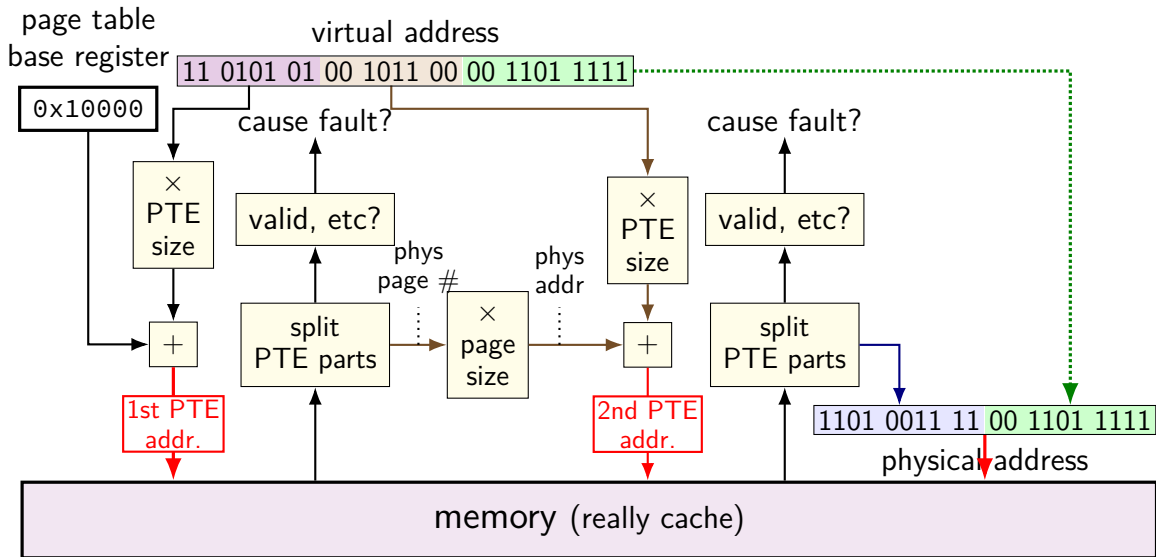 page table
base register
virtual address
11 0101 01 00 1011 00 00 1101 1111
0x10000
cause fault?
cause fault?
×
PTE
size
valid, etc?
×
PTE
size
valid, etc?
phys
page #
phys
addr
+
split
PTE parts
×
page
size
+
split
PTE parts
1st PTE
addr.
2nd PTE
addr.
1101 0011 11 00 1101 1111
physical address
memory (really cache)